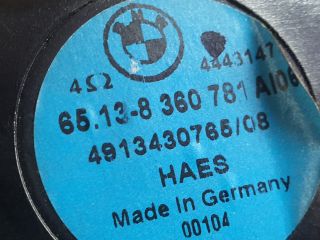 4Ω 4443147
65.13-8 360 781 AI06
4913430765/08
HAES
Made In Germany
00104